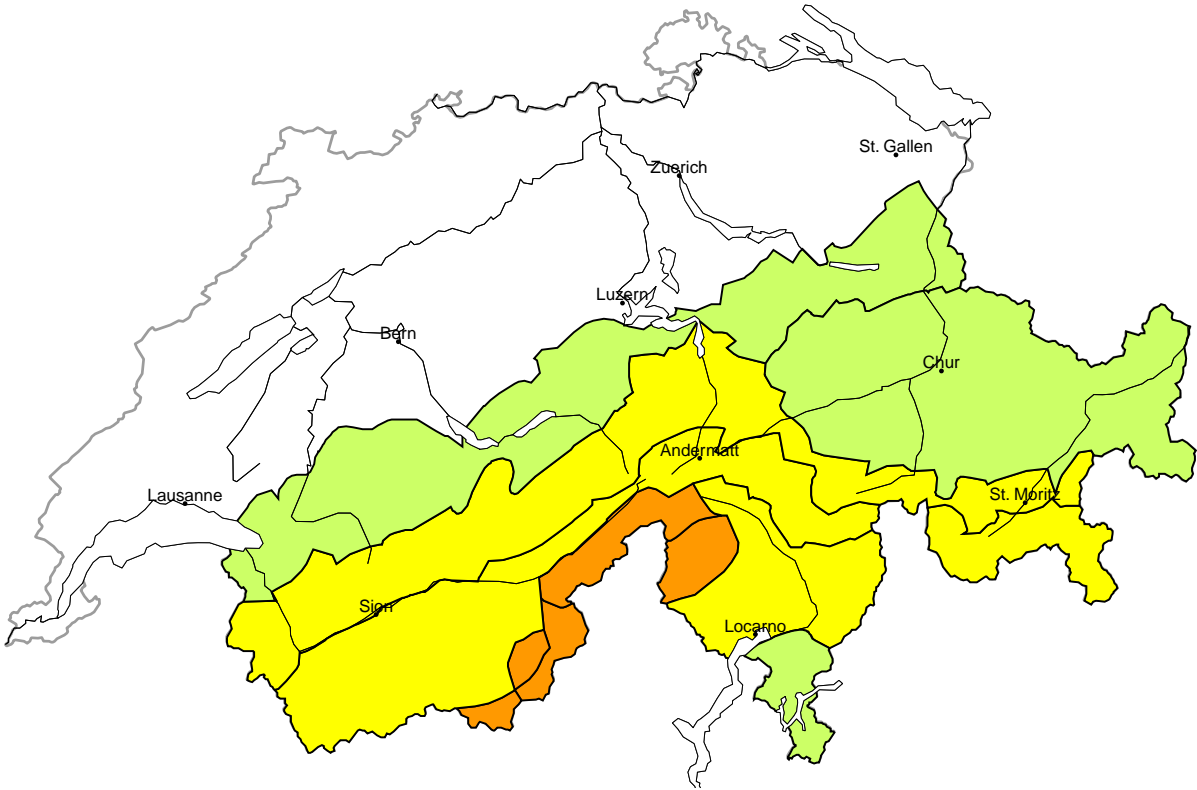 St. Gallen
Zuerich
Luzern
Bern
Chur
Andermatt
Lausanne
St. Moritz
Sion
Locarno